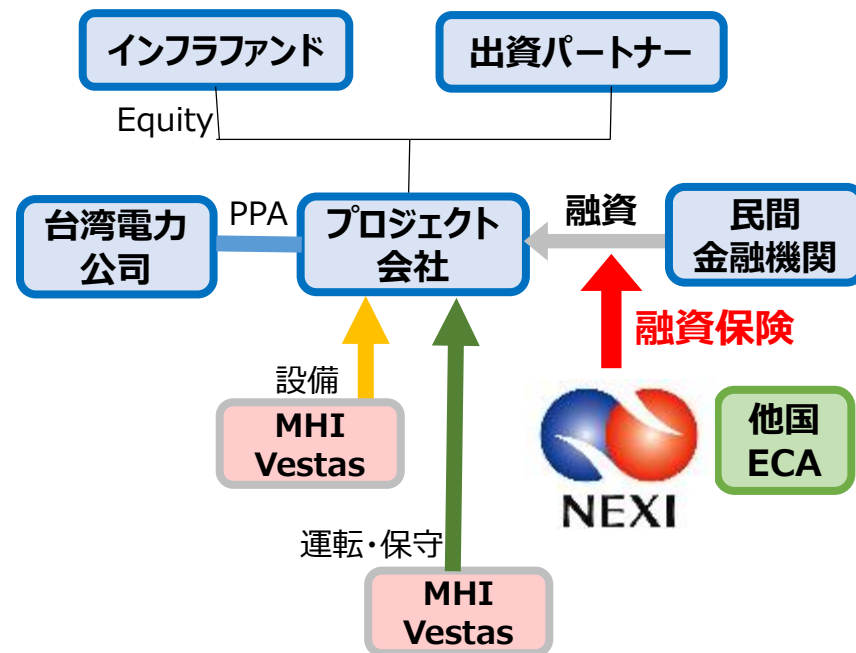 インフラファンド
出資パートナー
Equity
台湾電力
公司
PPA
プロジェクト
会社
融資
民間
金融機関
融資保険
設備
MHI
Vestas
NEXI
他国
ECA
運転・保守
MHI
Vestas